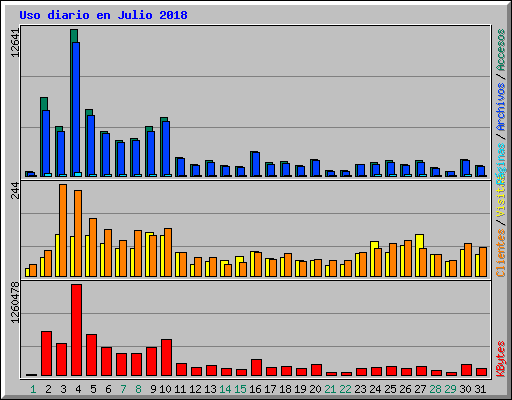 Uso diario en Julio 2018
12641
244
1260478
Clientes / Visitas
Páginas / Archivos / Accesos
KBytes
1 2 3 4 5 6 7 8 9 10 11 12 13 14 15 16 17 18 19 20 21 22 23 24 25 26 27 28 29 30 31